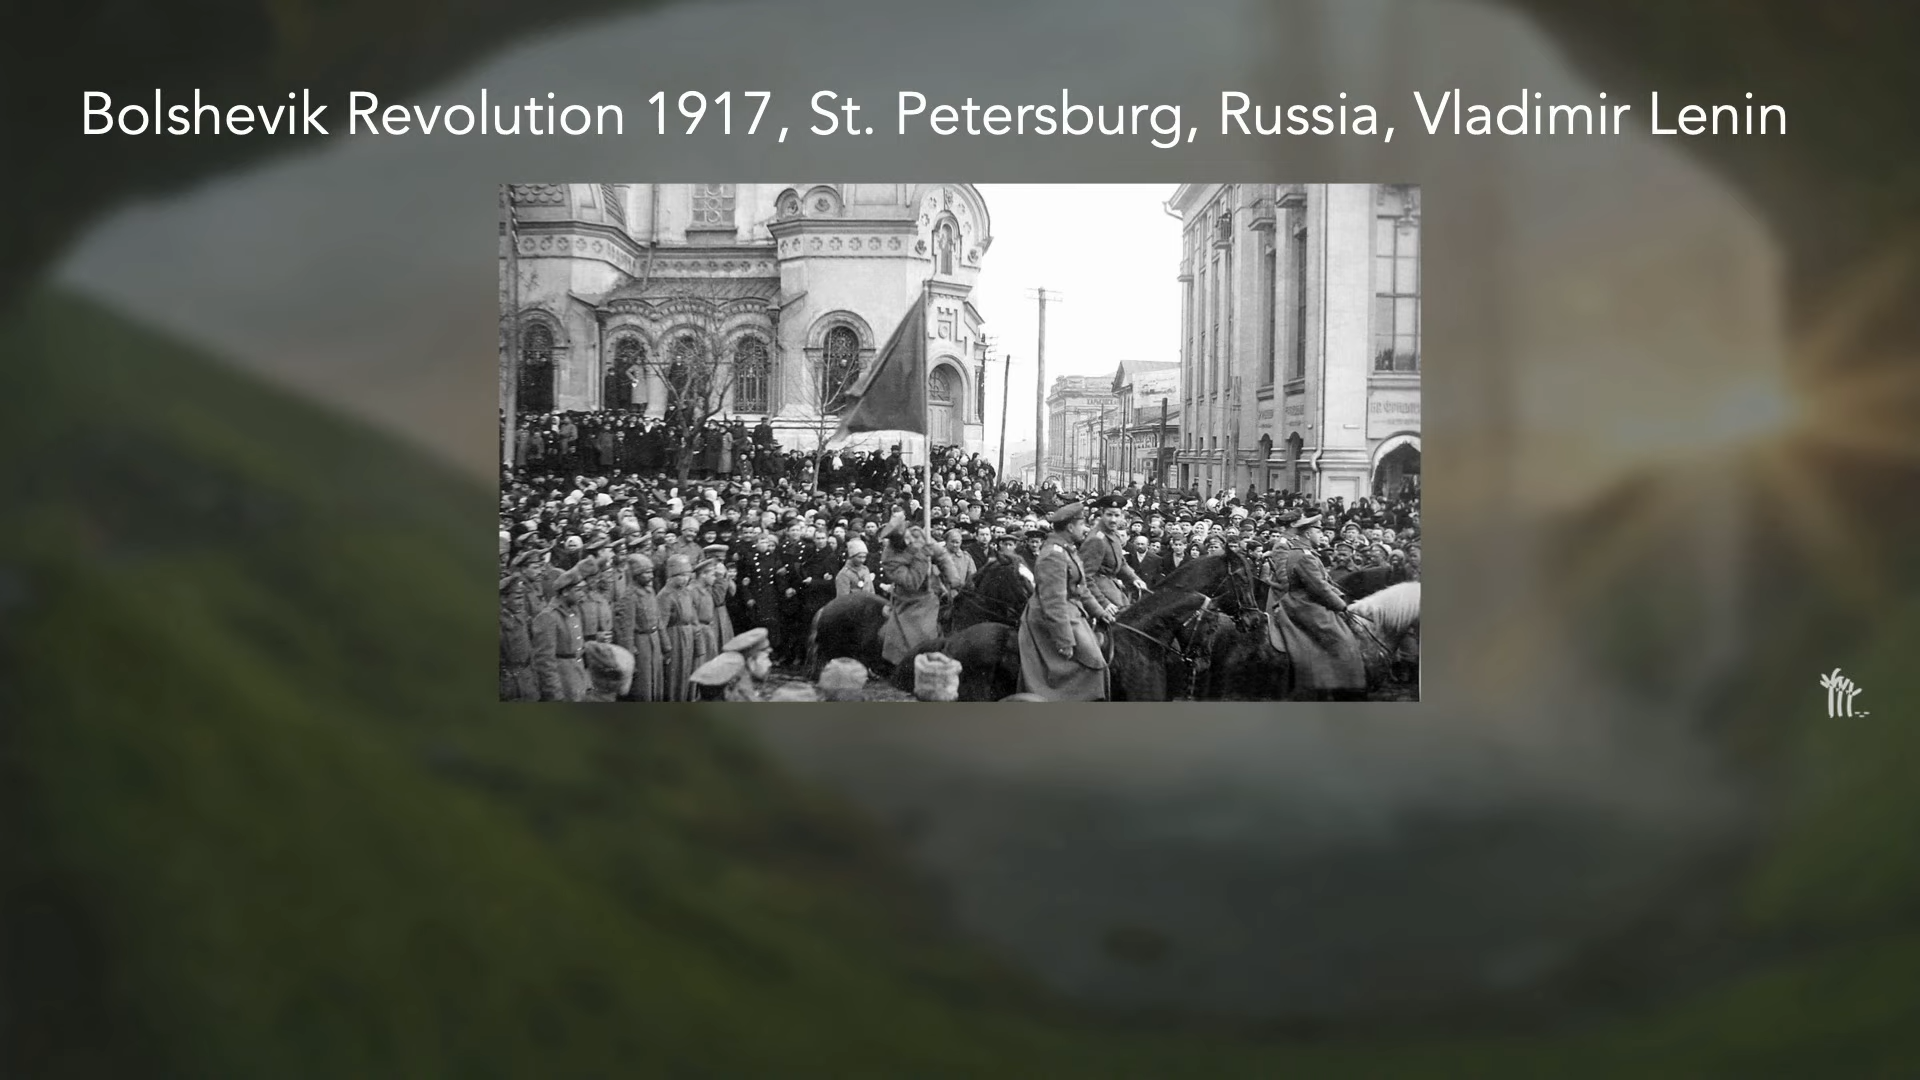 Bolshevik Revolution 1917, St. Petersburg, Russia, Vladimir Lenin